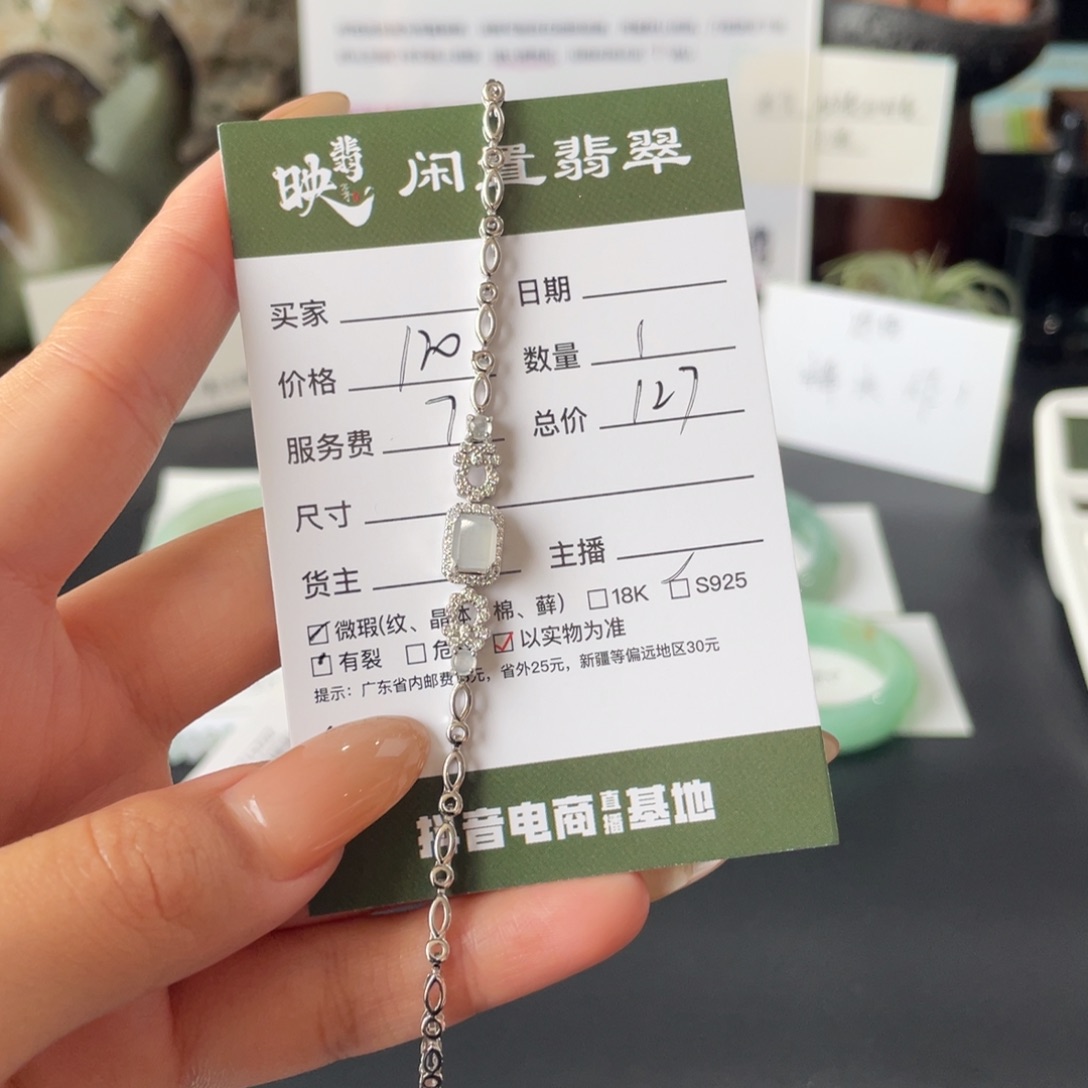 映翡 闲置翡翠
买家 日期
价格 120 数量 1
服务费 7 总价 127
尺寸
货主 主播
微瑕(纹、晶体、棉、藓) 18K S925
有裂 危 以实物为准
提示：广东省内邮费 元，省外25元，新疆等偏远地区30元
抖音电商直播基地